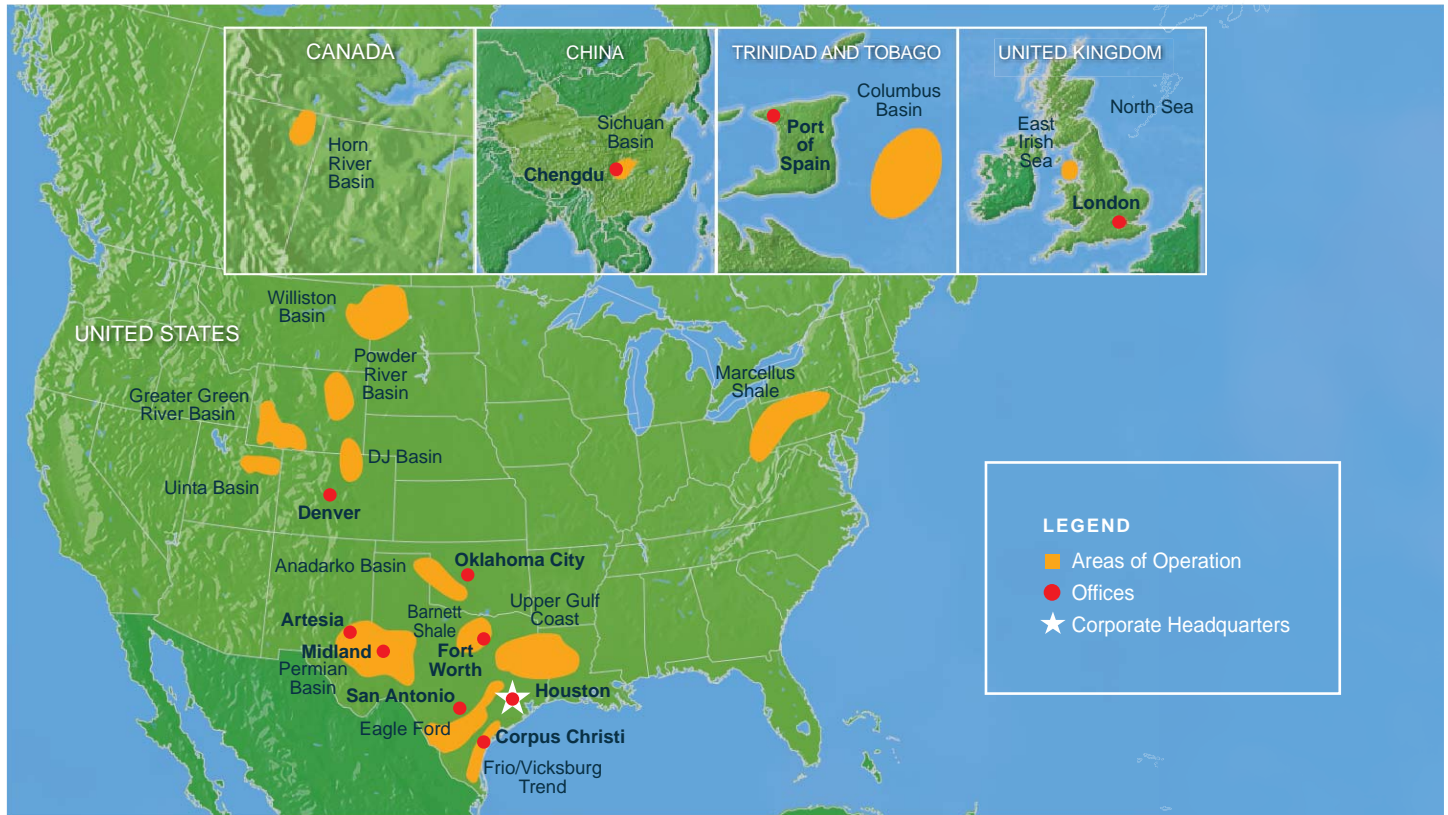 CANADA
Horn
River
Basin
CHINA
Sichuan
Basin
Chengdu
TRINIDAD AND TOBAGO
Columbus
Basin
Port
of
Spain
UNITED KINGDOM
North Sea
East
Irish
Sea
London
UNITED STATES
Williston
Basin
Powder
River
Basin
Greater Green
River Basin
Uinta Basin
DJ Basin
Denver
Marcellus
Shale
Anadarko Basin
Oklahoma City
Artesia
Midland
Permian
Basin
Barnett
Shale
Fort
Worth
Upper Gulf
Coast
San Antonio
Houston
Eagle Ford
Corpus Christi
Frio/Vicksburg
Trend
LEGEND
Areas of Operation
Offices
Corporate Headquarters